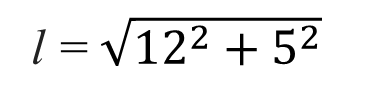 l = √(12² + 5²)